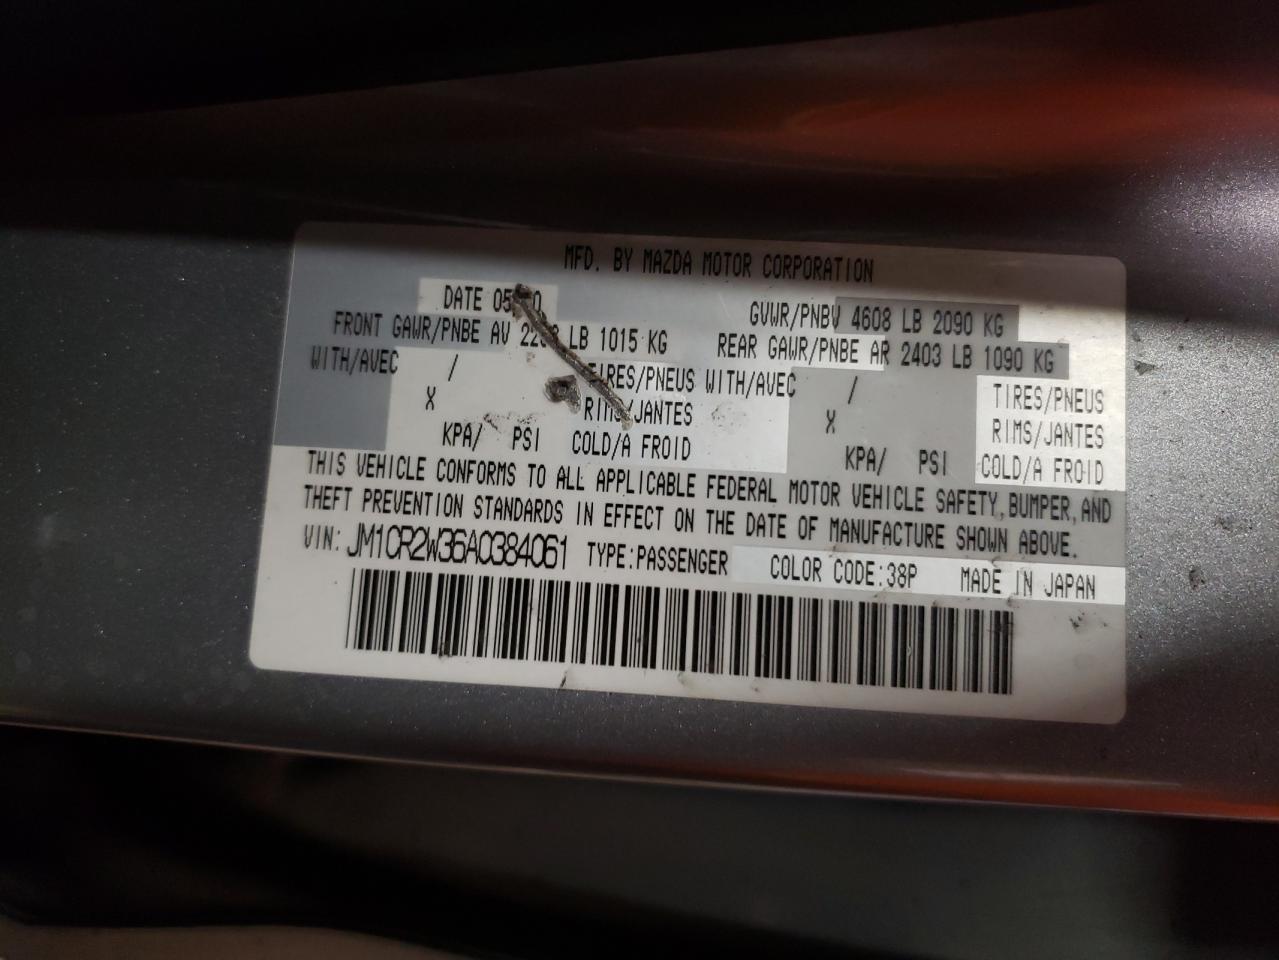 MFD. BY MAZDA MOTOR CORPORATION
DATE GVWR/PNBV 4608 LB 2090 KG
FRONT GAWR/PNBE AV LB 1015 KG REAR GAWR/PNBE AR 2403 LB 1090 KG
WITH/AVEC / TIRES/PNEUS WITH/AVEC / TIRES/PNEUS
X RIMS/JANTES X RIMS/JANTES
KPA/ PSI COLD/A FROID KPA/ PSI COLD/A FROID
THIS VEHICLE CONFORMS TO ALL APPLICABLE FEDERAL MOTOR VEHICLE SAFETY, BUMPER, AND
THEFT PREVENTION STANDARDS IN EFFECT ON THE DATE OF MANUFACTURE SHOWN ABOVE.
VIN: JM1CR2W36A0384061 TYPE:PASSENGER COLOR CODE:38P MADE IN JAPAN